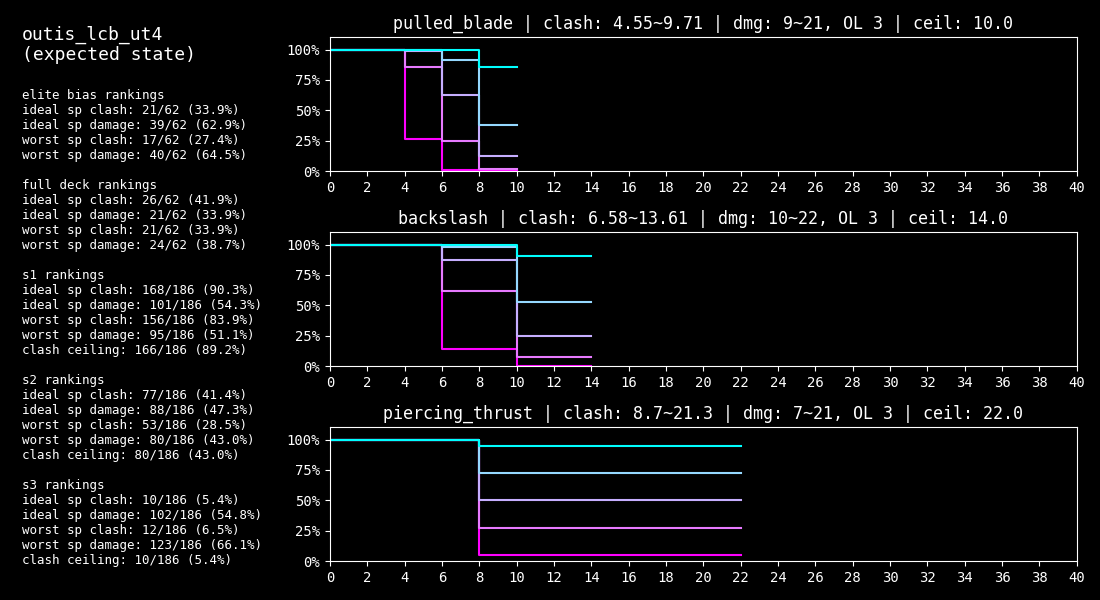 outis_lcb_ut4
(expected state)
elite bias rankings
ideal sp clash: 21/62 (33.9%)
ideal sp damage: 39/62 (62.9%)
worst sp clash: 17/62 (27.4%)
worst sp damage: 40/62 (64.5%)
full deck rankings
ideal sp clash: 26/62 (41.9%)
ideal sp damage: 21/62 (33.9%)
worst sp clash: 21/62 (33.9%)
worst sp damage: 24/62 (38.7%)
s1 rankings
ideal sp clash: 168/186 (90.3%)
ideal sp damage: 101/186 (54.3%)
worst sp clash: 156/186 (83.9%)
worst sp damage: 95/186 (51.1%)
clash ceiling: 166/186 (89.2%)
s2 rankings
ideal sp clash: 77/186 (41.4%)
ideal sp damage: 88/186 (47.3%)
worst sp clash: 53/186 (28.5%)
worst sp damage: 80/186 (43.0%)
clash ceiling: 80/186 (43.0%)
s3 rankings
ideal sp clash: 10/186 (5.4%)
ideal sp damage: 102/186 (54.8%)
worst sp clash: 12/186 (6.5%)
worst sp damage: 123/186 (66.1%)
clash ceiling: 10/186 (5.4%)
pulled_blade | clash: 4.55~9.71 | dmg: 9~21, OL 3 | ceil: 10.0
100%
75%
50%
25%
0%
0 2 4 6 8 10 12 14 16 18 20 22 24 26 28 30 32 34 36 38 40
backslash | clash: 6.58~13.61 | dmg: 10~22, OL 3 | ceil: 14.0
100%
75%
50%
25%
0%
0 2 4 6 8 10 12 14 16 18 20 22 24 26 28 30 32 34 36 38 40
piercing_thrust | clash: 8.7~21.3 | dmg: 7~21, OL 3 | ceil: 22.0
100%
75%
50%
25%
0%
0 2 4 6 8 10 12 14 16 18 20 22 24 26 28 30 32 34 36 38 40